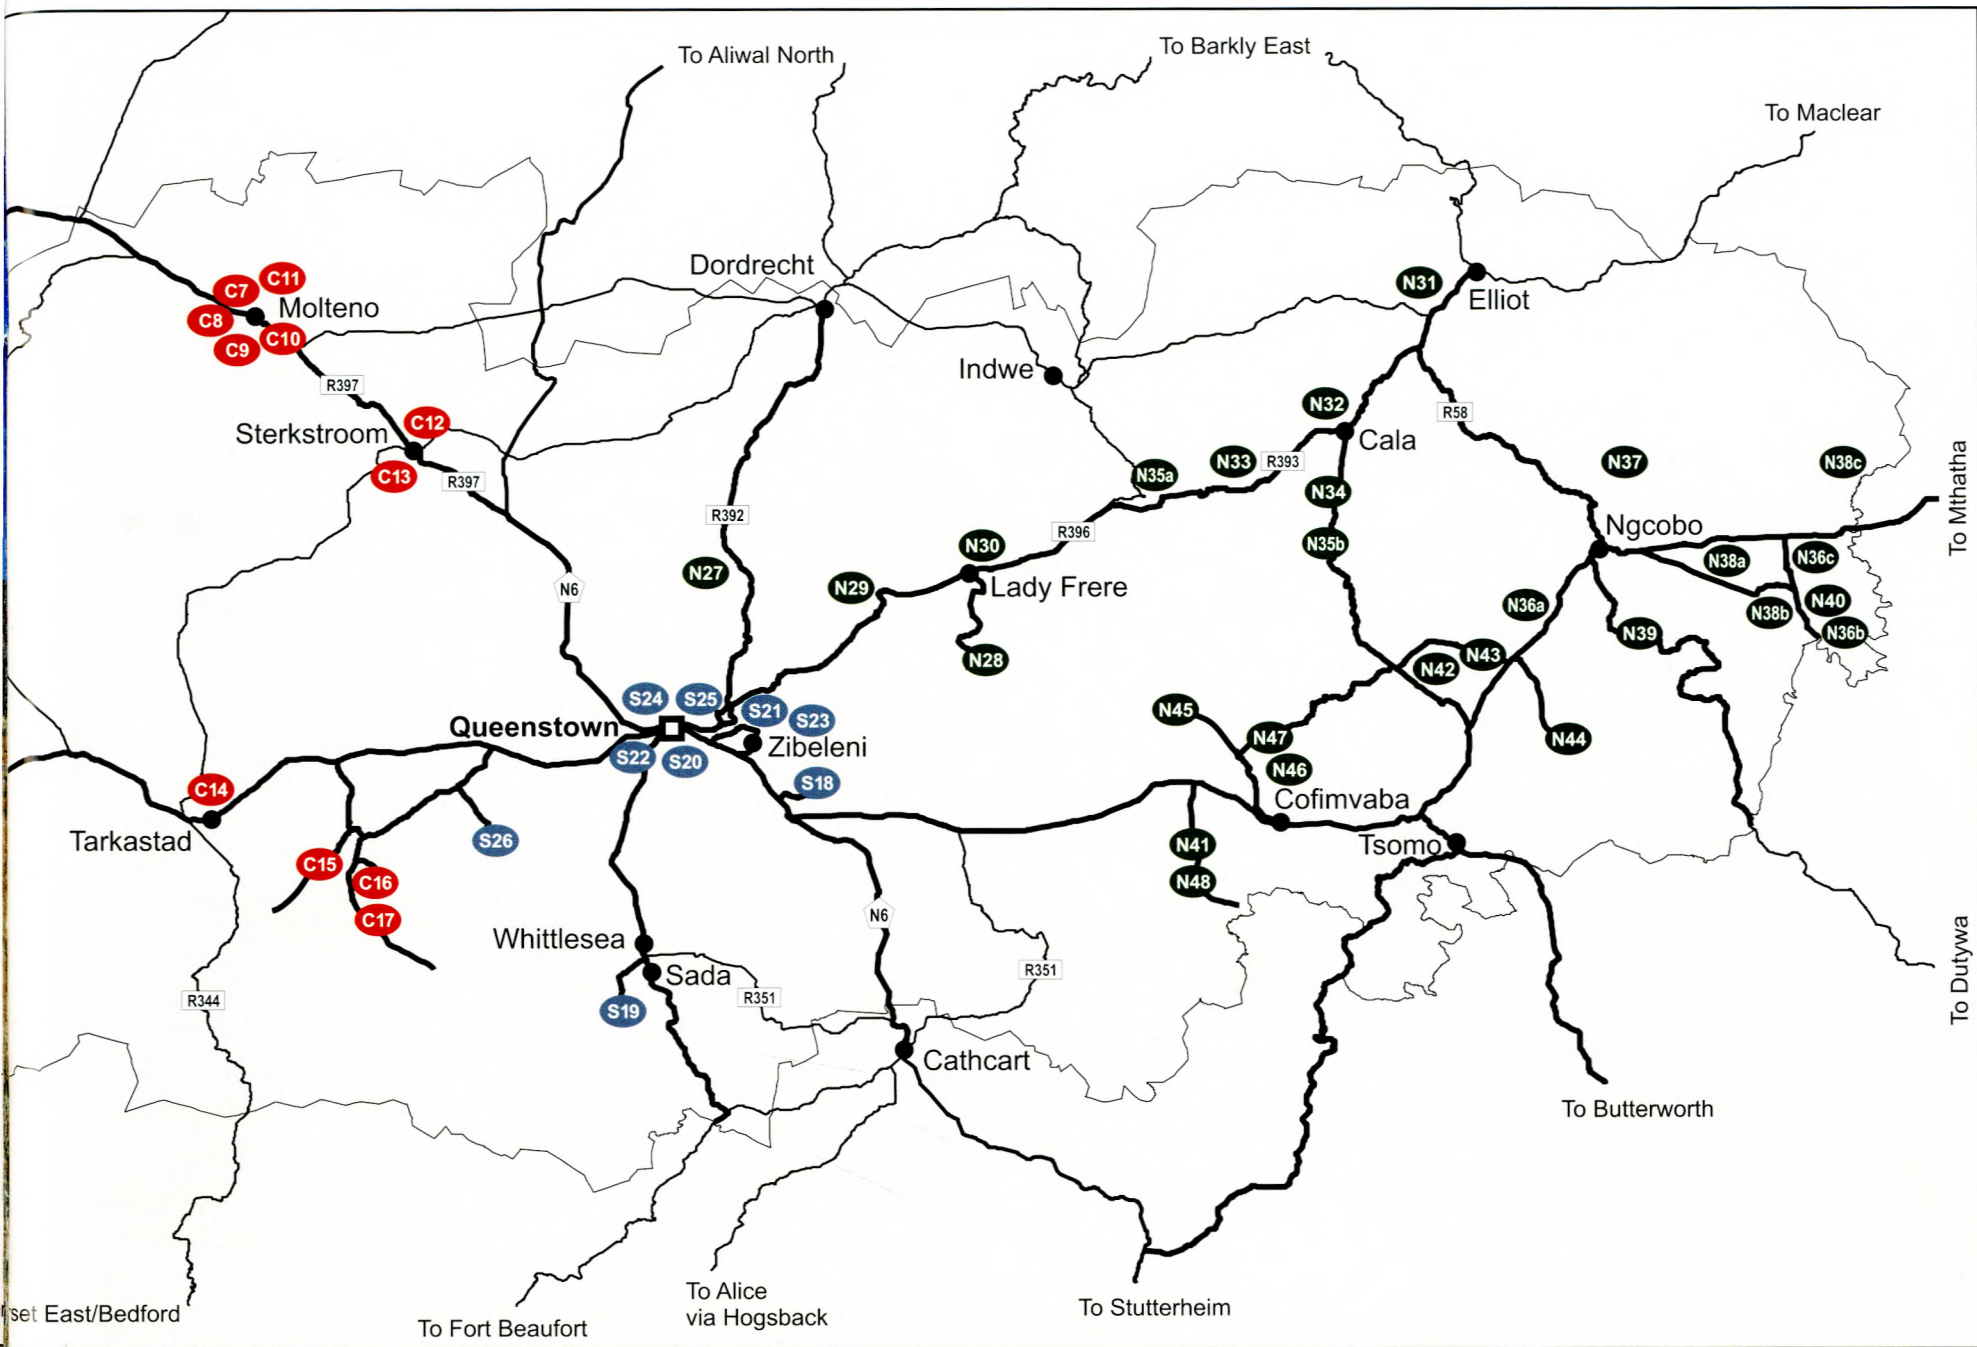 To Aliwal North
To Barkly East
To Maclear
Dordrecht
C7
C11
Molteno
C8
C9
C10
R397
N31
Elliot
Indwe
N32
R58
Cala
Sterkstroom
C12
C13
R397
R392
N35a
N33
R393
N34
N37
N38c
To Mthatha
Ngcobo
R396
N30
N35b
N38a
N36c
N27
N29
Lady Frere
N6
N36a
N38b
N40
N36b
N28
N42
N43
N39
S24
S25
S21
S23
Queenstown
Zibeleni
S22
S20
S18
N45
N47
N46
N44
C14
Cofimvaba
Tarkastad
S26
N41
N48
Tsomo
C15
C16
C17
N6
Whittlesea
Sada
R351
R351
S19
R344
To Dutywa
Cathcart
To Butterworth
set East/Bedford
To Fort Beaufort
To Alice
via Hogsback
To Stutterheim